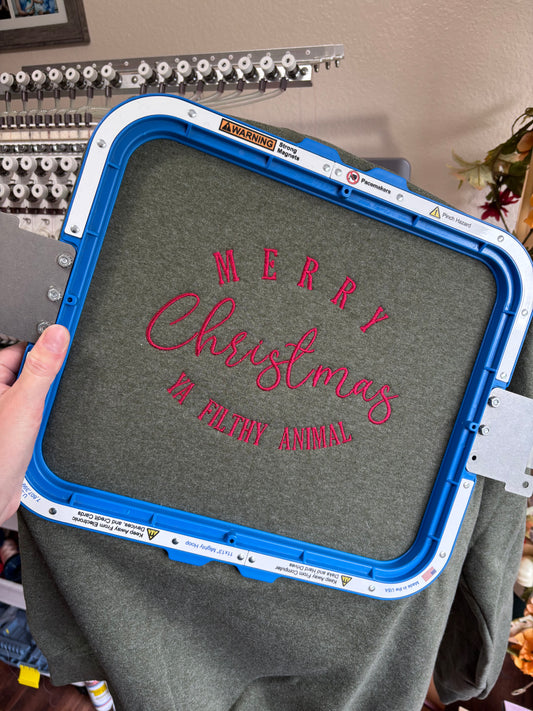 WARNING
Strong
Magnets
Pacemakers
Pinch Hazard
MERRY
Christmas
YA FILTHY ANIMAL
Keep Away From Electronic
Devices, and Credit Cards
11x13" Mighty Hoop
Keep Away From Computer
Data and Hard Drives
Made in the USA